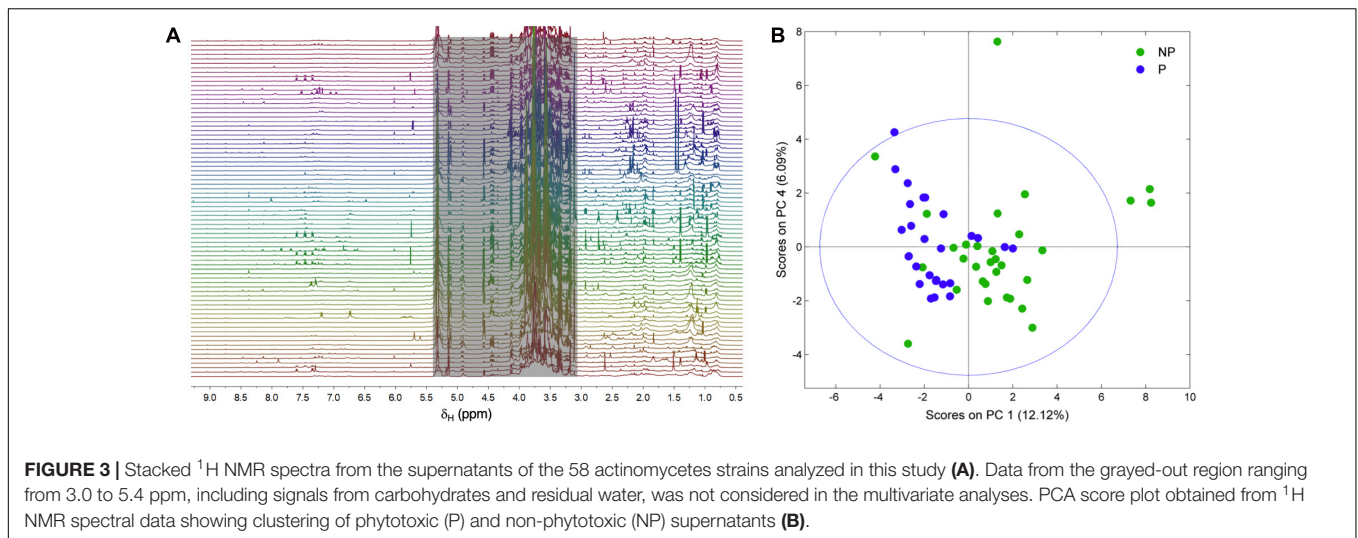 A
9.0 8.5 8.0 7.5 7.0 6.5 6.0 5.5 5.0 4.5 4.0 3.5 3.0 2.5 2.0 1.5 1.0 0.5
δH (ppm)
B
NP
P
8
6
4
2
0
-2
-4
Scores on PC 4 (6.09%)
-6 -4 -2 0 2 4 6 8 10
Scores on PC 1 (12.12%)
FIGURE 3 | Stacked 1H NMR spectra from the supernatants of the 58 actinomycetes strains analyzed in this study (A). Data from the grayed-out region ranging
from 3.0 to 5.4 ppm, including signals from carbohydrates and residual water, was not considered in the multivariate analyses. PCA score plot obtained from 1H
NMR spectral data showing clustering of phytotoxic (P) and non-phytotoxic (NP) supernatants (B).